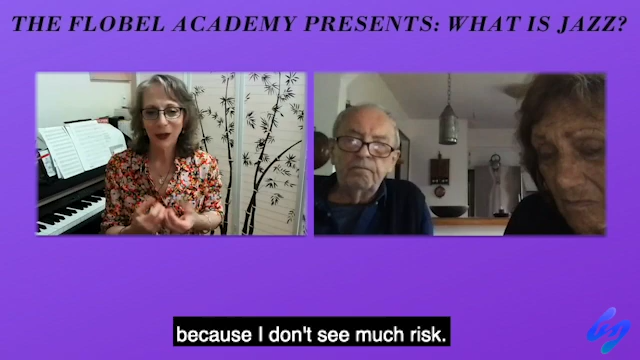 THE FLOBEL ACADEMY PRESENTS: WHAT IS JAZZ?
because I don't see much risk.